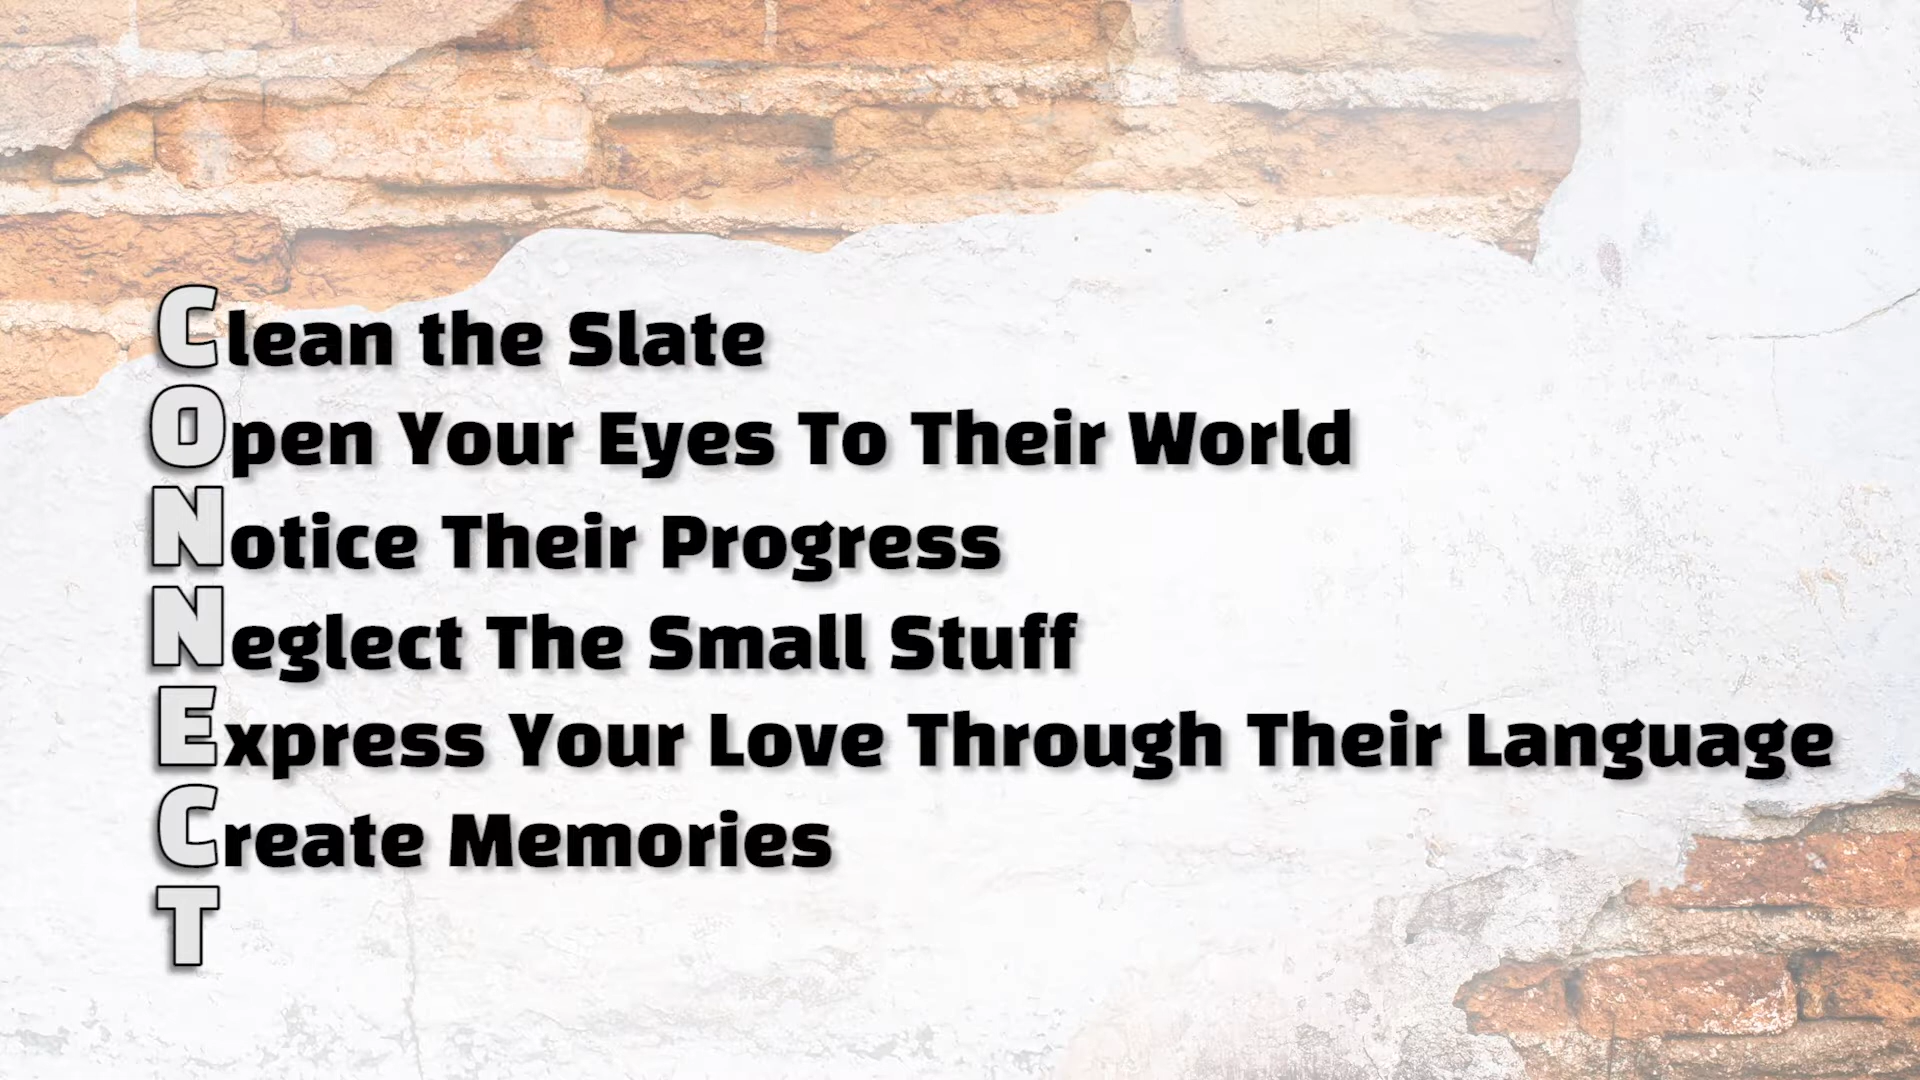 Clean the Slate
Open Your Eyes To Their World
Notice Their Progress
Neglect The Small Stuff
Express Your Love Through Their Language
Create Memories
T